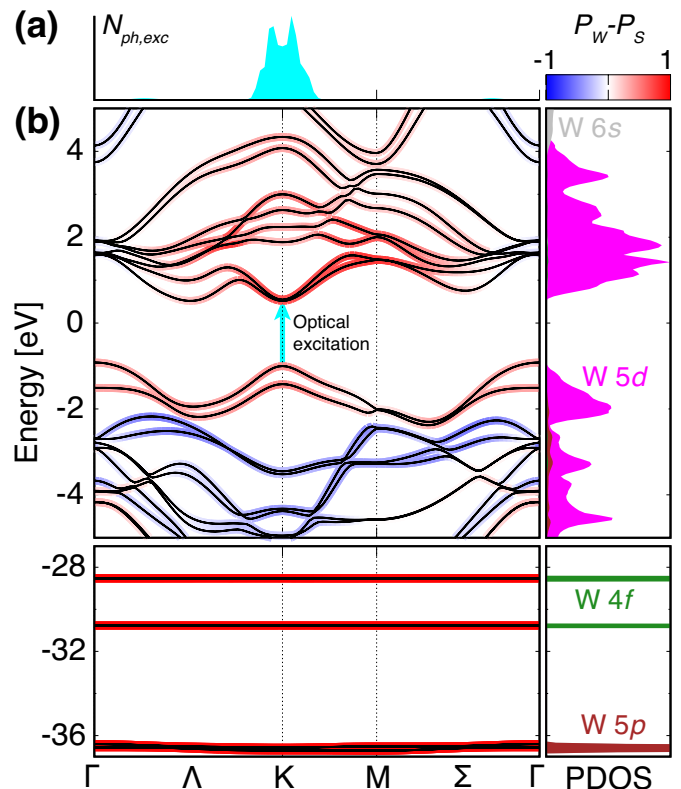 (a)
N_ph,exc
P_W-P_S
-1 1
(b)
W 6s
4
2
0
-2
-4
Energy [eV]
Optical
excitation
W 5d
-28
-32
-36
W 4f
W 5p
Γ Λ K M Σ Γ
PDOS